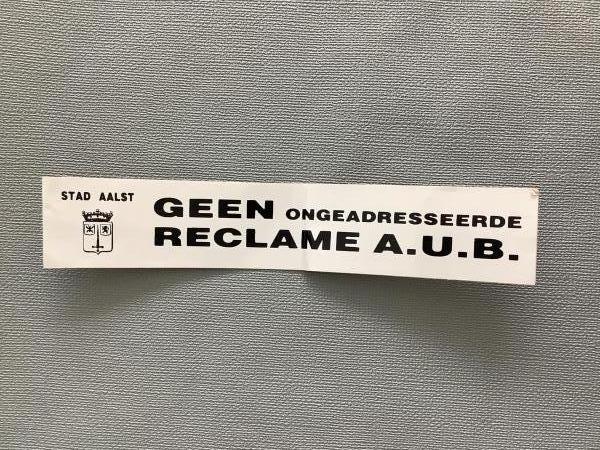 STAD AALST
GEEN ONGEADRESSEERDE
RECLAME A.U.B.